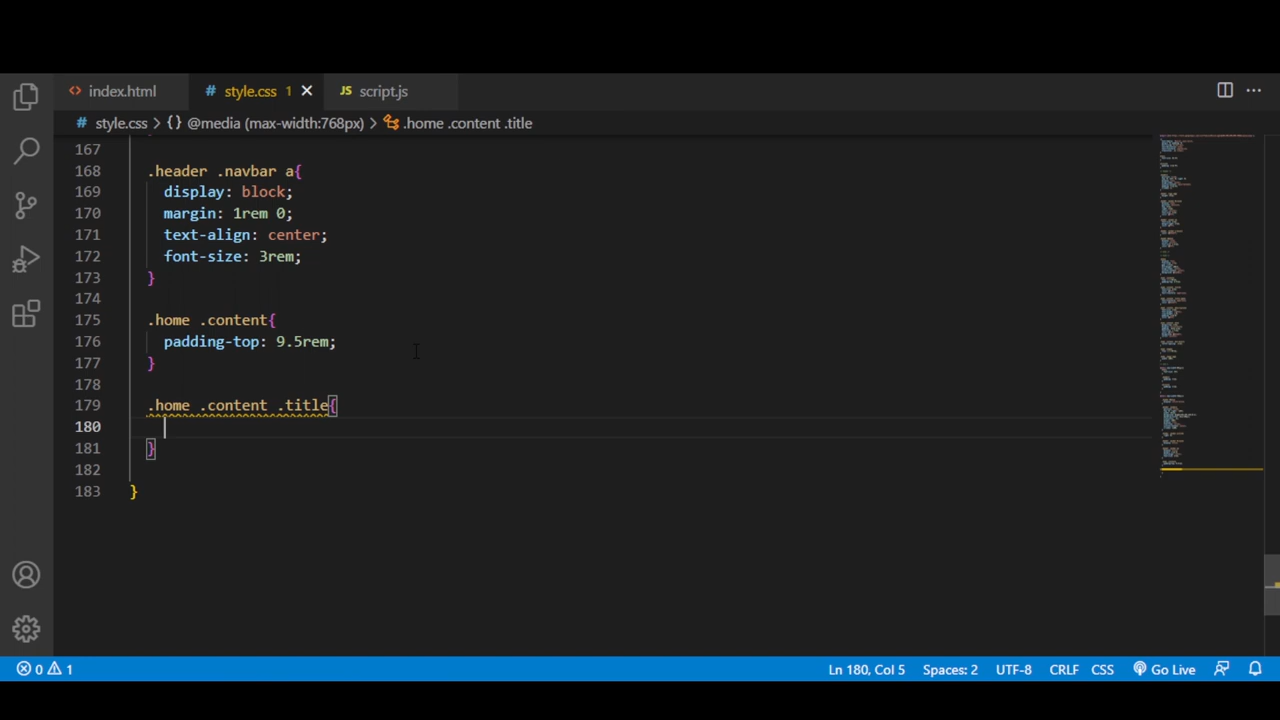 index.html
# style.css 1
JS script.js
# style.css > {} @media (max-width:768px) > .home .content .title
167
168 .header .navbar a{
169 display: block;
170 margin: 1rem 0;
171 text-align: center;
172 font-size: 3rem;
173 }
174
175 .home .content{
176 padding-top: 9.5rem;
177 }
178
179 .home .content .title{
180
181 }
182
183 }
0 1 Ln 180, Col 5 Spaces: 2 UTF-8 CRLF CSS Go Live